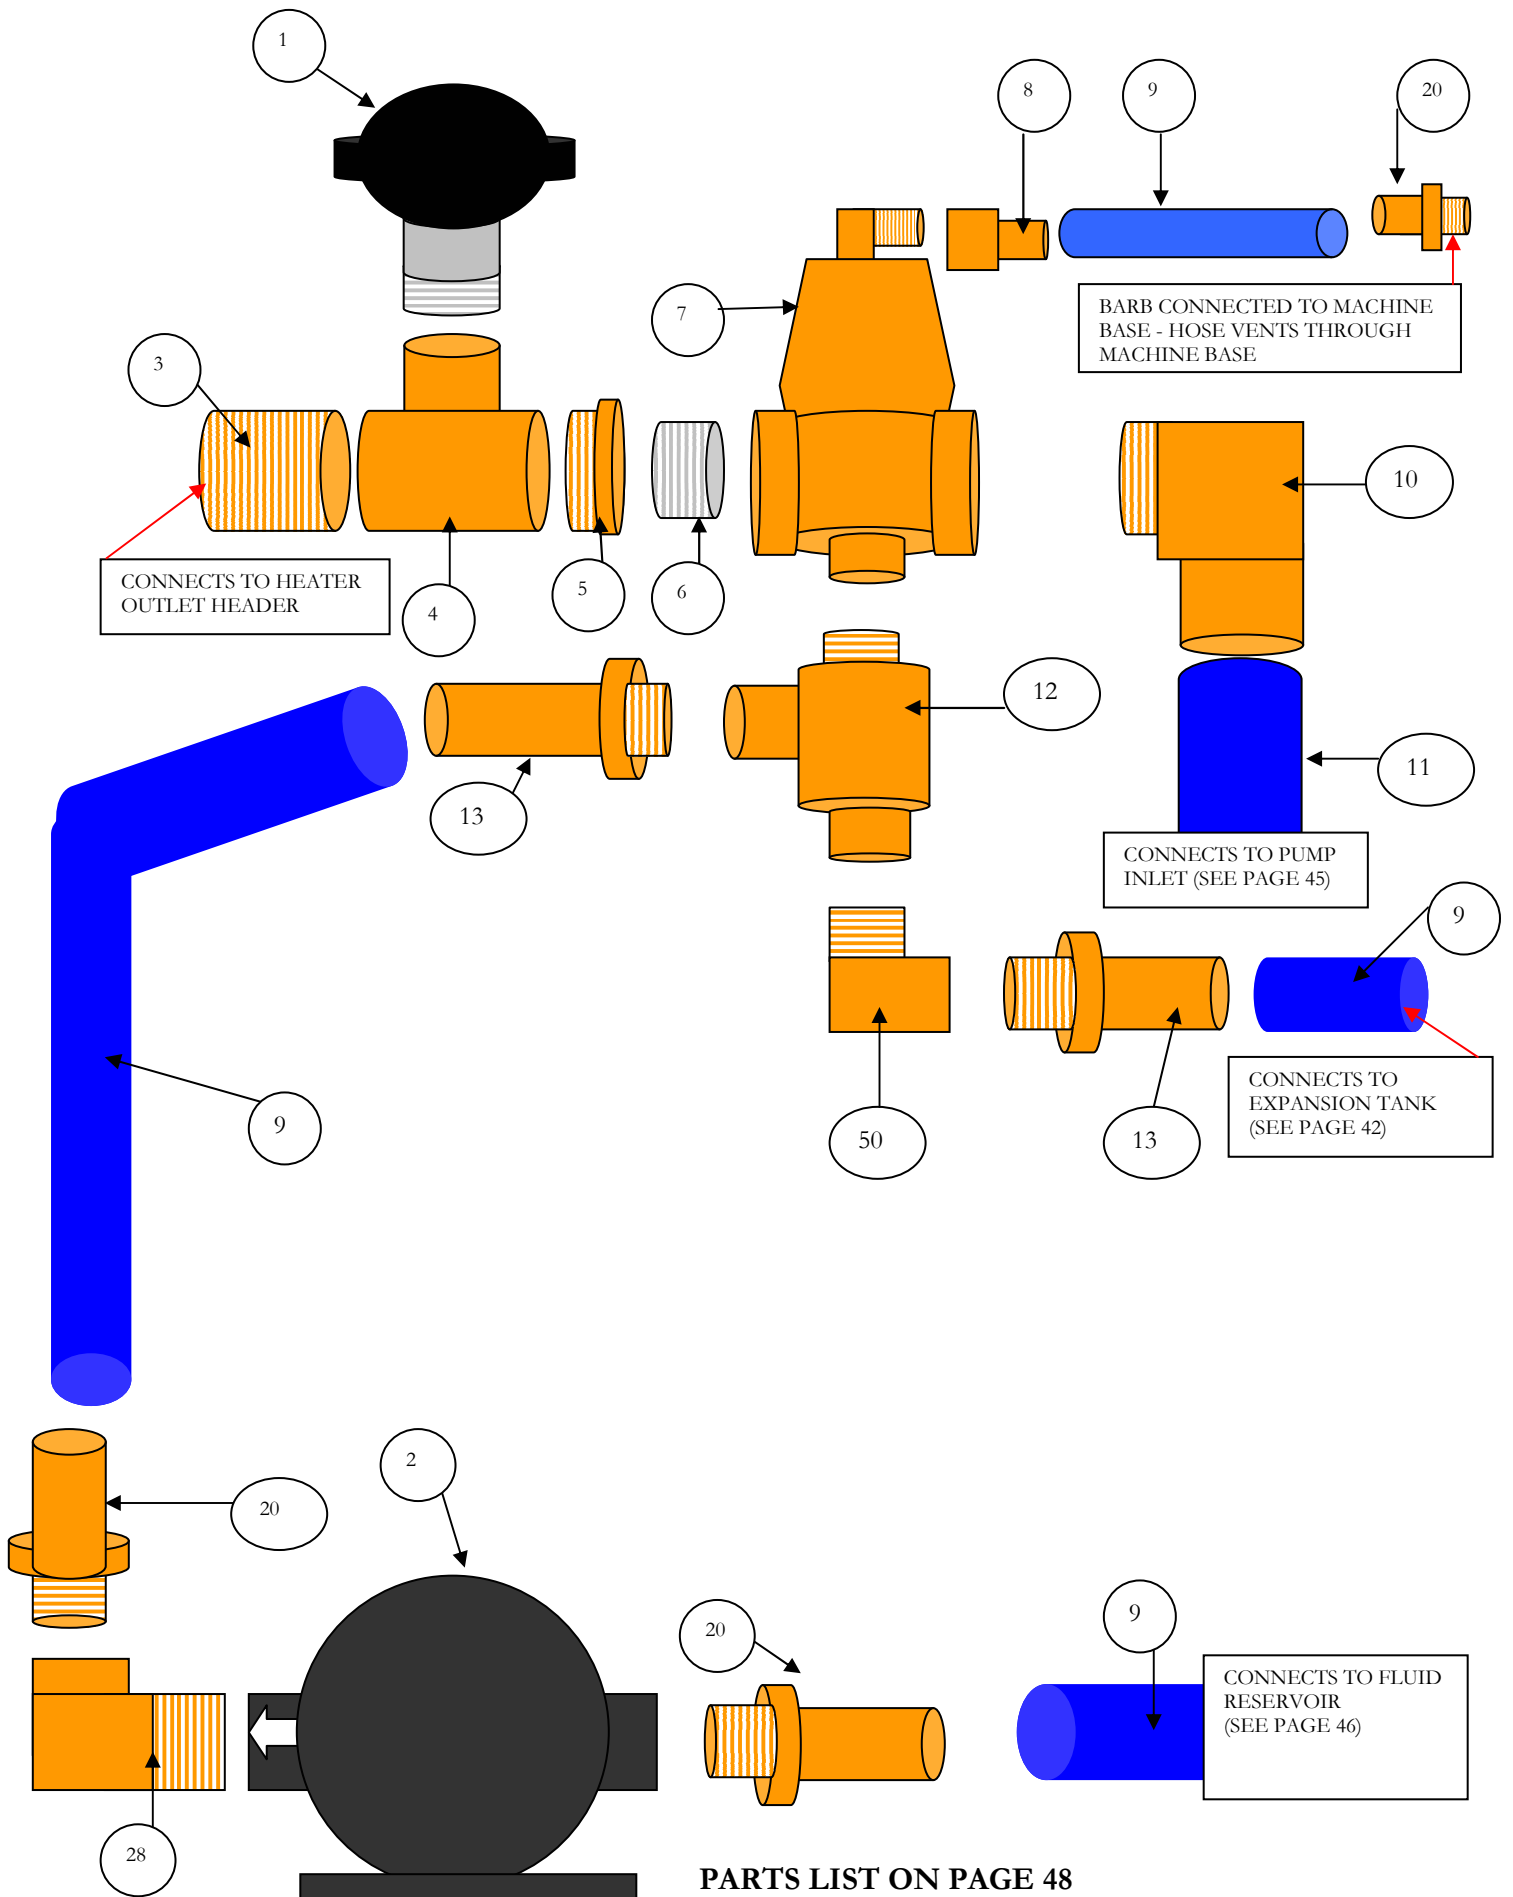 1
8
9
20
7
BARB CONNECTED TO MACHINE
BASE - HOSE VENTS THROUGH
MACHINE BASE
3
10
CONNECTS TO HEATER
OUTLET HEADER
4
5
6
12
11
13
CONNECTS TO PUMP
INLET (SEE PAGE 45)
9
CONNECTS TO
EXPANSION TANK
(SEE PAGE 42)
9
50
13
2
20
20
9
CONNECTS TO FLUID
RESERVOIR
(SEE PAGE 46)
28
PARTS LIST ON PAGE 48